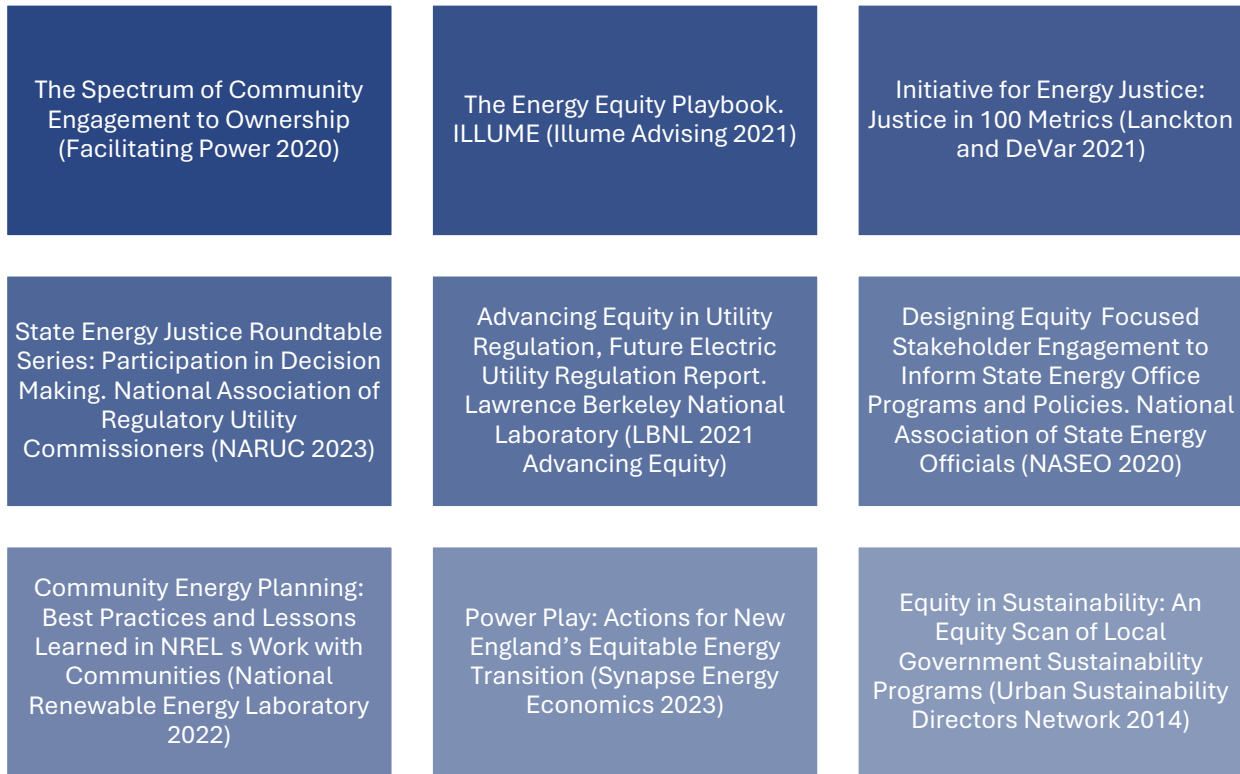 The Spectrum of Community
Engagement to Ownership
(Facilitating Power 2020)
The Energy Equity Playbook.
ILLUME (Illume Advising 2021)
Initiative for Energy Justice:
Justice in 100 Metrics (Lanckton
and DeVar 2021)
State Energy Justice Roundtable
Series: Participation in Decision
Making. National Association of
Regulatory Utility
Commissioners (NARUC 2023)
Advancing Equity in Utility
Regulation, Future Electric
Utility Regulation Report.
Lawrence Berkeley National
Laboratory (LBNL 2021
Advancing Equity)
Designing Equity Focused
Stakeholder Engagement to
Inform State Energy Office
Programs and Policies. National
Association of State Energy
Officials (NASEO 2020)
Community Energy Planning:
Best Practices and Lessons
Learned in NREL s Work with
Communities (National
Renewable Energy Laboratory
2022)
Power Play: Actions for New
England’s Equitable Energy
Transition (Synapse Energy
Economics 2023)
Equity in Sustainability: An
Equity Scan of Local
Government Sustainability
Programs (Urban Sustainability
Directors Network 2014)